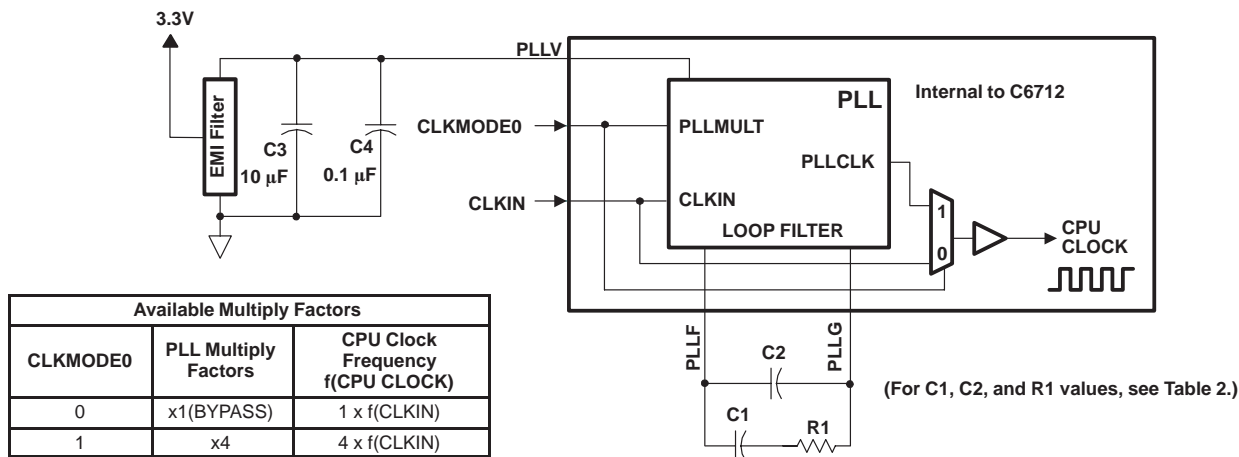 3.3V
PLLV
EMI Filter
C3
10 µF
C4
0.1 µF
CLKMODE0
CLKIN
PLL
Internal to C6712
PLLMULT
PLLCLK
CLKIN
LOOP FILTER
1
0
CPU
CLOCK
PLLF
PLLG
C2
C1
R1
(For C1, C2, and R1 values, see Table 2.)
Available Multiply Factors
CLKMODE0
PLL Multiply
Factors
CPU Clock
Frequency
f(CPU CLOCK)
0
x1(BYPASS)
1 x f(CLKIN)
1
x4
4 x f(CLKIN)